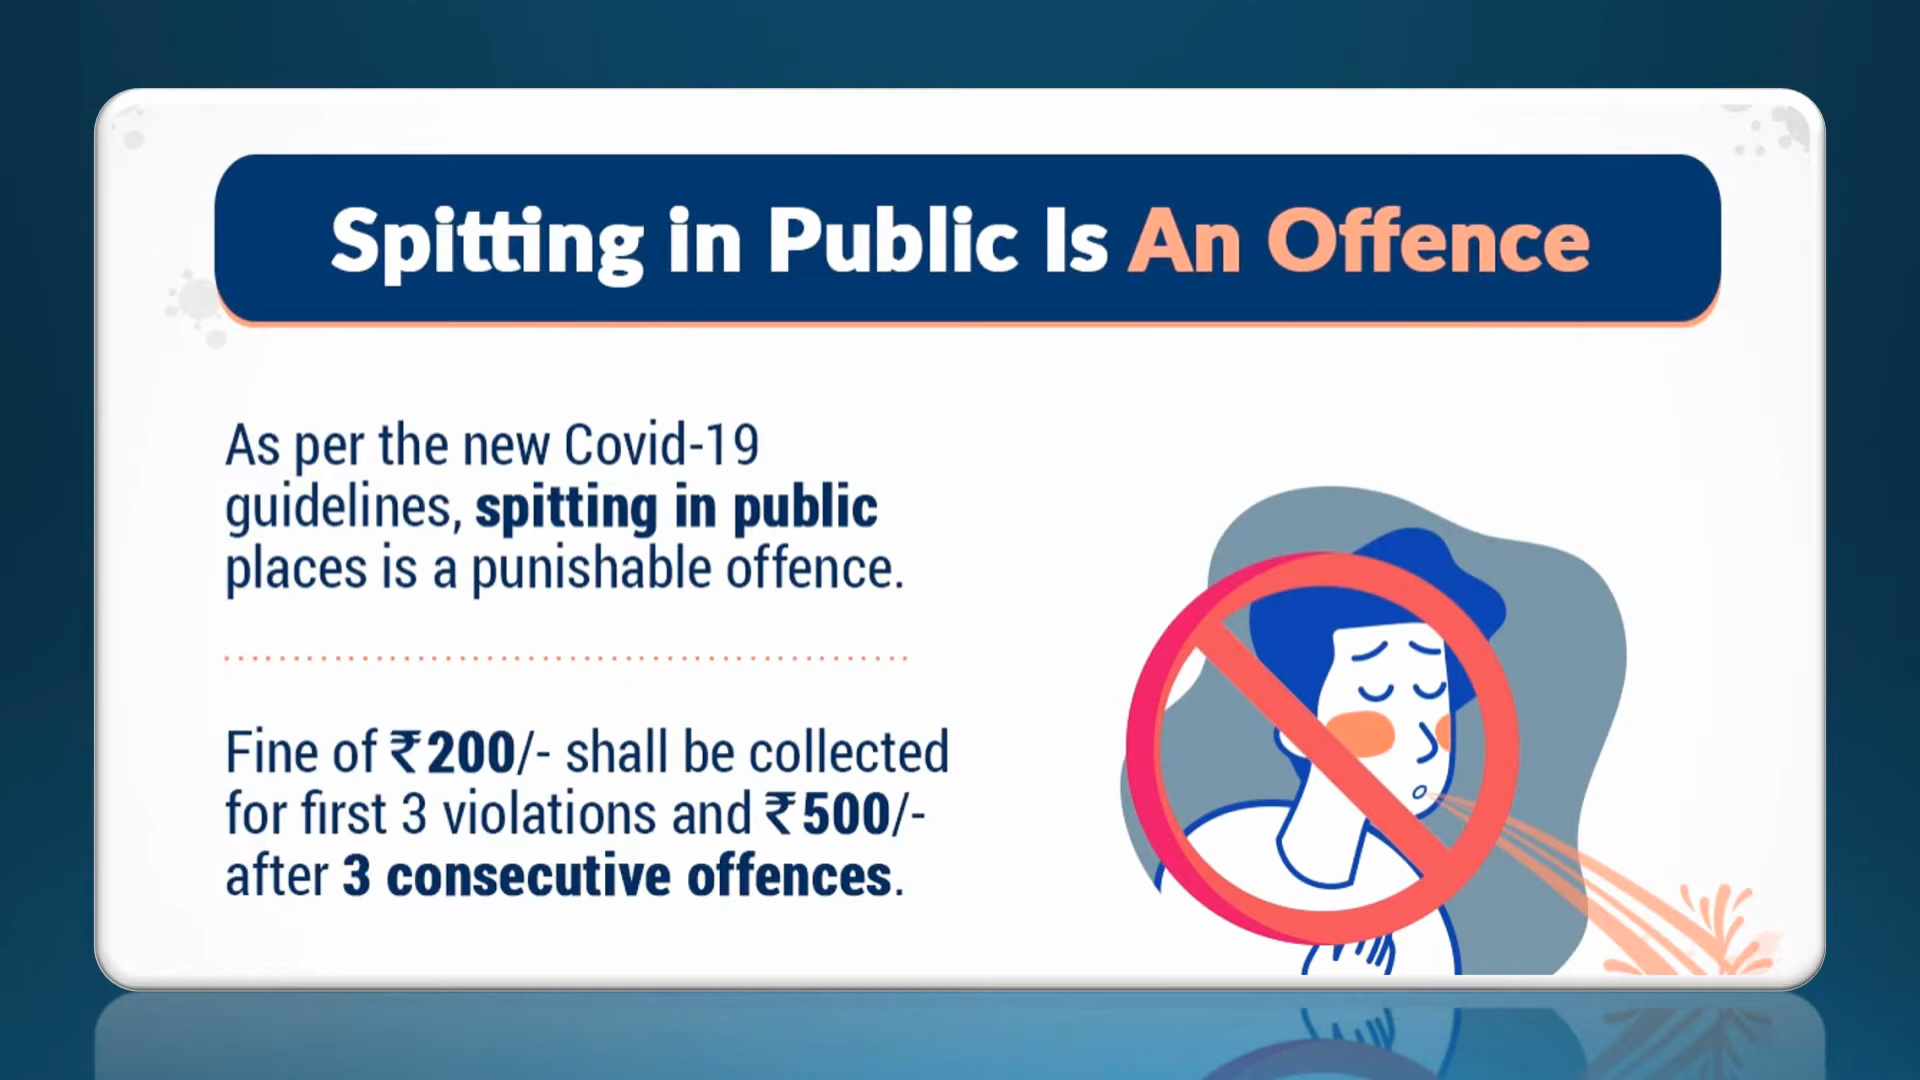 Spitting in Public Is An Offence
As per the new Covid-19
guidelines, spitting in public
places is a punishable offence.
Fine of ₹200/- shall be collected
for first 3 violations and ₹500/-
after 3 consecutive offences.